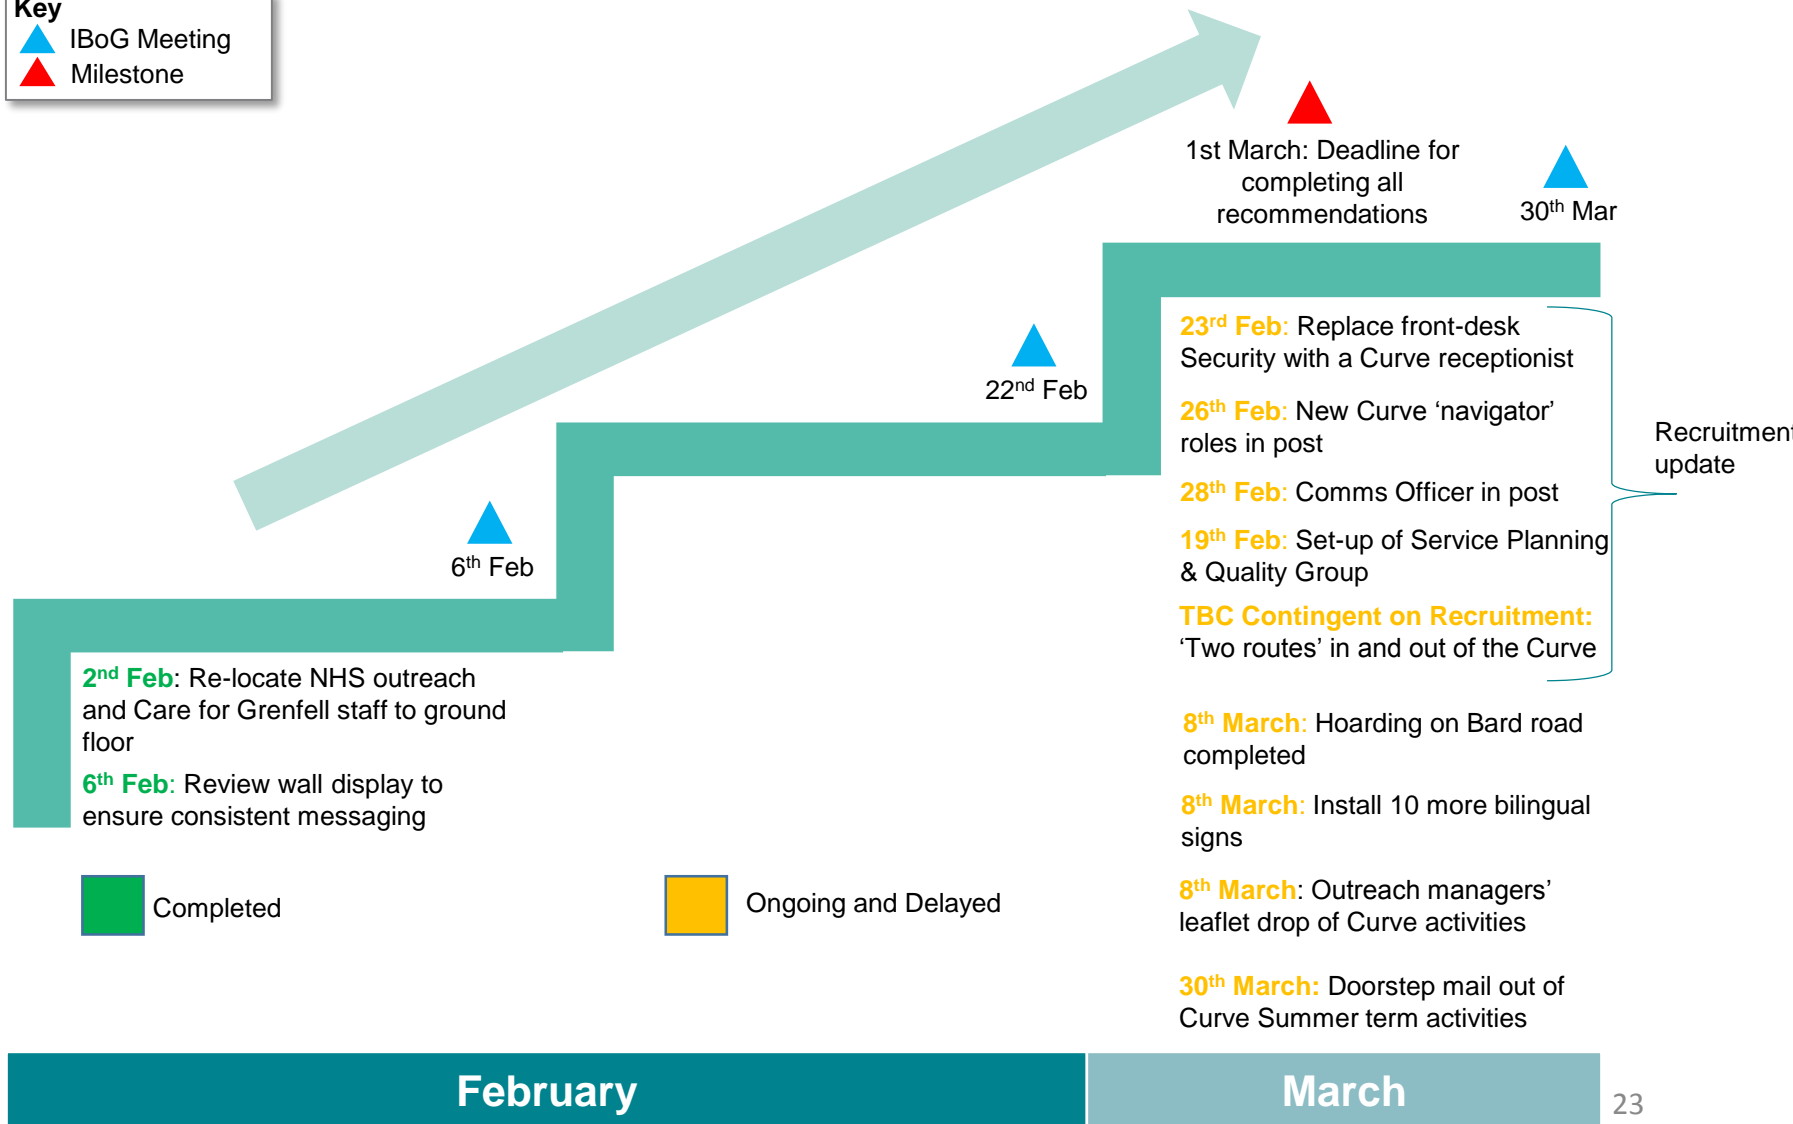 Key
IBoG Meeting
Milestone
1st March: Deadline for
completing all
recommendations
30th Mar
22nd Feb
6th Feb
2nd Feb: Re-locate NHS outreach
and Care for Grenfell staff to ground
floor
6th Feb: Review wall display to
ensure consistent messaging
Completed
Ongoing and Delayed
23rd Feb: Replace front-desk
Security with a Curve receptionist
26th Feb: New Curve ‘navigator’
roles in post
28th Feb: Comms Officer in post
19th Feb: Set-up of Service Planning
& Quality Group
TBC Contingent on Recruitment:
‘Two routes’ in and out of the Curve
Recruitment
update
8th March: Hoarding on Bard road
completed
8th March: Install 10 more bilingual
signs
8th March: Outreach managers’
leaflet drop of Curve activities
30th March: Doorstep mail out of
Curve Summer term activities
February
March
23